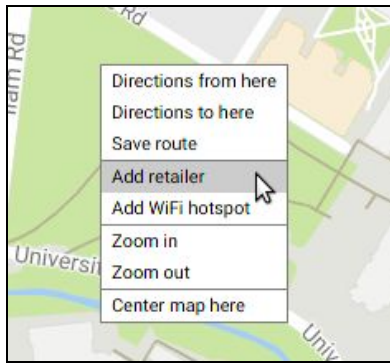 Rd
Rd
Directions from here
Directions to here
Save route
Add retailer
Add WiFi hotspot
Zoom in
Zoom out
Center map here